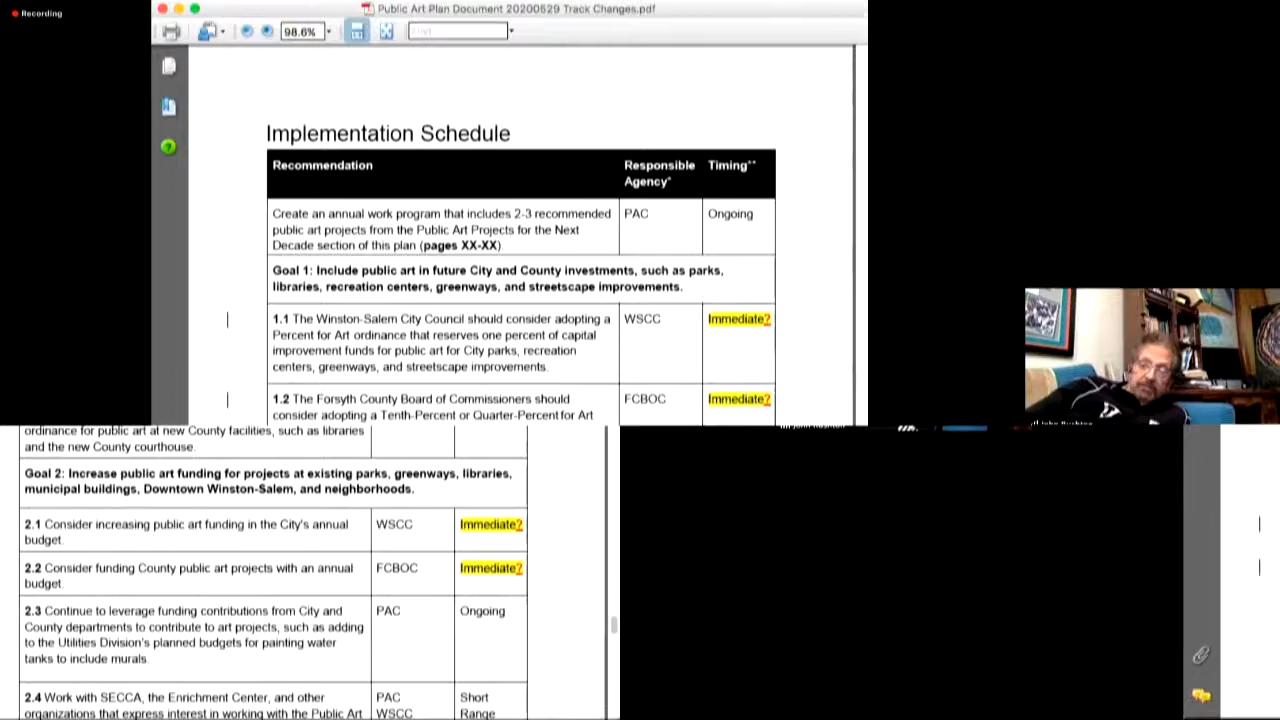 Recording
Public Art Plan Document 20200629 Track Changes.pdf
98.6%
Implementation Schedule
Recommendation
Responsible Agency*
Timing**
Create an annual work program that includes 2-3 recommended
public art projects from the Public Art Projects for the Next
Decade section of this plan (pages XX-XX)
PAC
Ongoing
Goal 1: Include public art in future City and County investments, such as parks,
libraries, recreation centers, greenways, and streetscape improvements.
1.1 The Winston-Salem City Council should consider adopting a
Percent for Art ordinance that reserves one percent of capital
improvement funds for public art for City parks, recreation
centers, greenways, and streetscape improvements.
WSCC
Immediate?
1.2 The Forsyth County Board of Commissioners should
consider adopting a Tenth-Percent or Quarter-Percent for Art
FCBOC
Immediate?
ordinance for public art at new County facilities, such as libraries
and the new County courthouse.
Goal 2: Increase public art funding for projects at existing parks, greenways, libraries,
municipal buildings, Downtown Winston-Salem, and neighborhoods.
2.1 Consider increasing public art funding in the City's annual
budget.
WSCC
Immediate?
2.2 Consider funding County public art projects with an annual
budget.
FCBOC
Immediate?
2.3 Continue to leverage funding contributions from City and
County departments to contribute to art projects, such as adding
to the Utilities Division's planned budgets for painting water
tanks to include murals.
PAC
Ongoing
2.4 Work with SECCA, the Enrichment Center, and other
organizations that express interest in working with the Public Art
PAC
WSCC
Short
Range